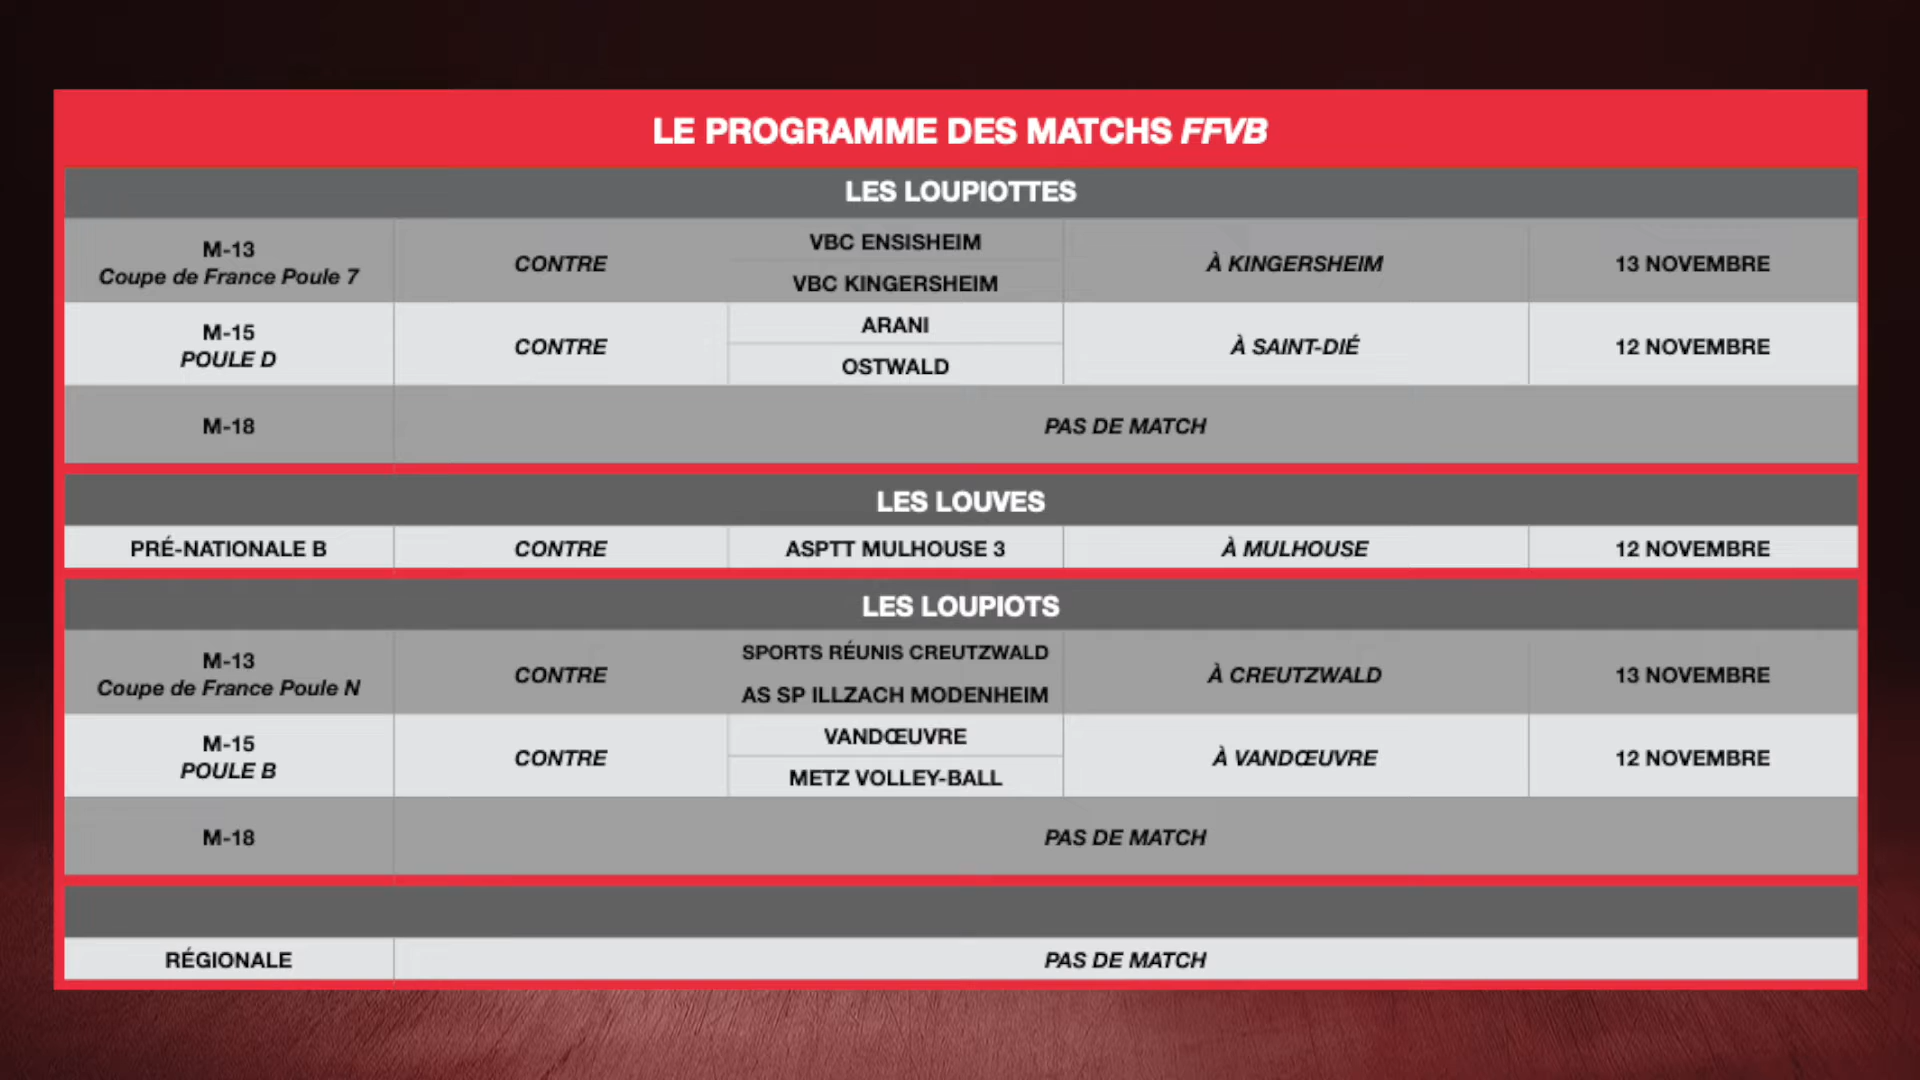 LE PROGRAMME DES MATCHS FFVB
LES LOUPIOTTES
M-13
Coupe de France Poule 7
CONTRE
VBC ENSISHEIM
VBC KINGERSHEIM
À KINGERSHEIM
13 NOVEMBRE
M-15
POULE D
CONTRE
ARANI
OSTWALD
À SAINT-DIÉ
12 NOVEMBRE
M-18
PAS DE MATCH
LES LOUVES
PRÉ-NATIONALE B
CONTRE
ASPTT MULHOUSE 3
À MULHOUSE
12 NOVEMBRE
LES LOUPIOTS
M-13
Coupe de France Poule N
CONTRE
SPORTS RÉUNIS CREUTZWALD
AS SP ILLZACH MODENHEIM
À CREUTZWALD
13 NOVEMBRE
M-15
POULE B
CONTRE
VANDŒUVRE
METZ VOLLEY-BALL
À VANDŒUVRE
12 NOVEMBRE
M-18
PAS DE MATCH
RÉGIONALE
PAS DE MATCH